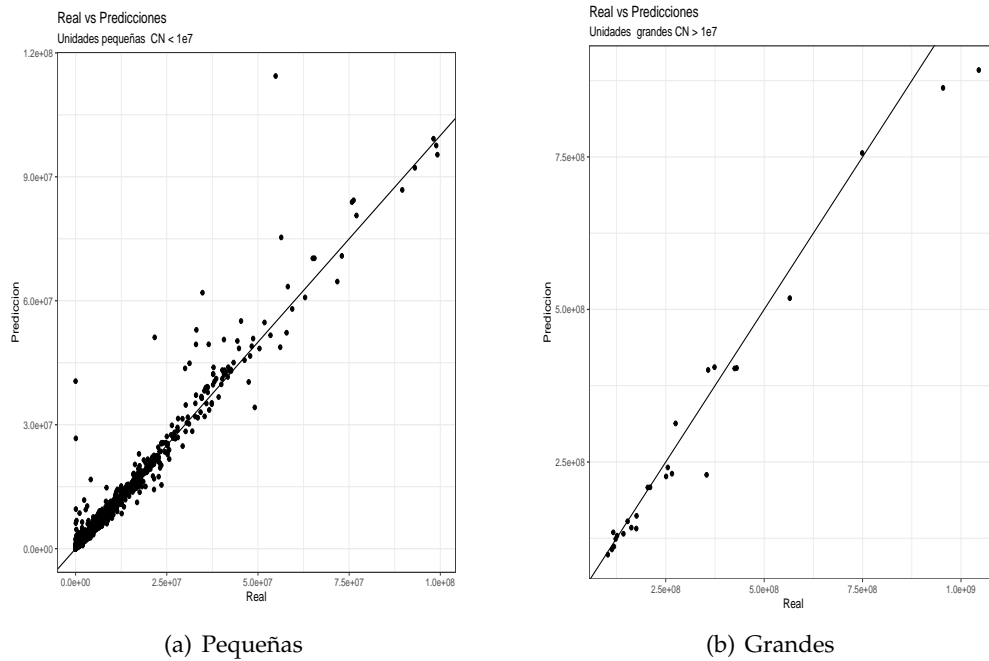 Real vs Predicciones
Unidades pequeñas CN < 1e7
1.2e+08
9.0e+07
6.0e+07
3.0e+07
0.0e+00
Prediccion
0.0e+00 2.5e+07 5.0e+07 7.5e+07 1.0e+08
Real
(a) Pequeñas
Real vs Predicciones
Unidades grandes CN > 1e7
7.5e+08
5.0e+08
2.5e+08
Prediccion
2.5e+08 5.0e+08 7.5e+08 1.0e+09
Real
(b) Grandes